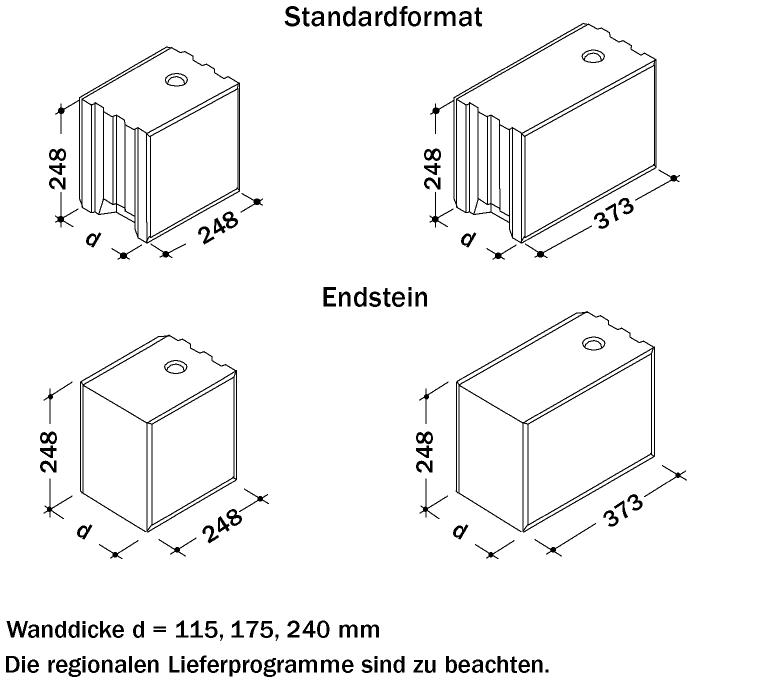 Standardformat
248
d
248
248
d
373
Endstein
248
d
248
248
d
373
Wanddicke d = 115, 175, 240 mm
Die regionalen Lieferprogramme sind zu beachten.